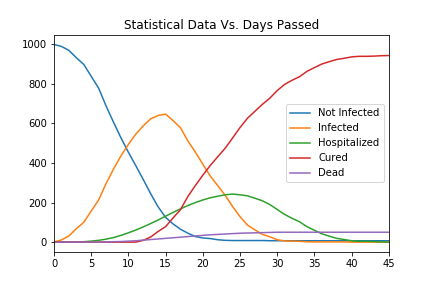 Statistical Data Vs. Days Passed
1000
800
600
400
200
0
Not Infected
Infected
Hospitalized
Cured
Dead
0 5 10 15 20 25 30 35 40 45